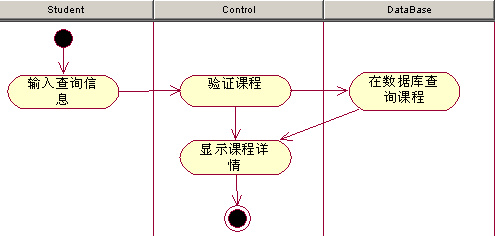 Student
Control
DataBase
输入查询信
息
验证课程
在数据库查
询课程
显示课程详
情